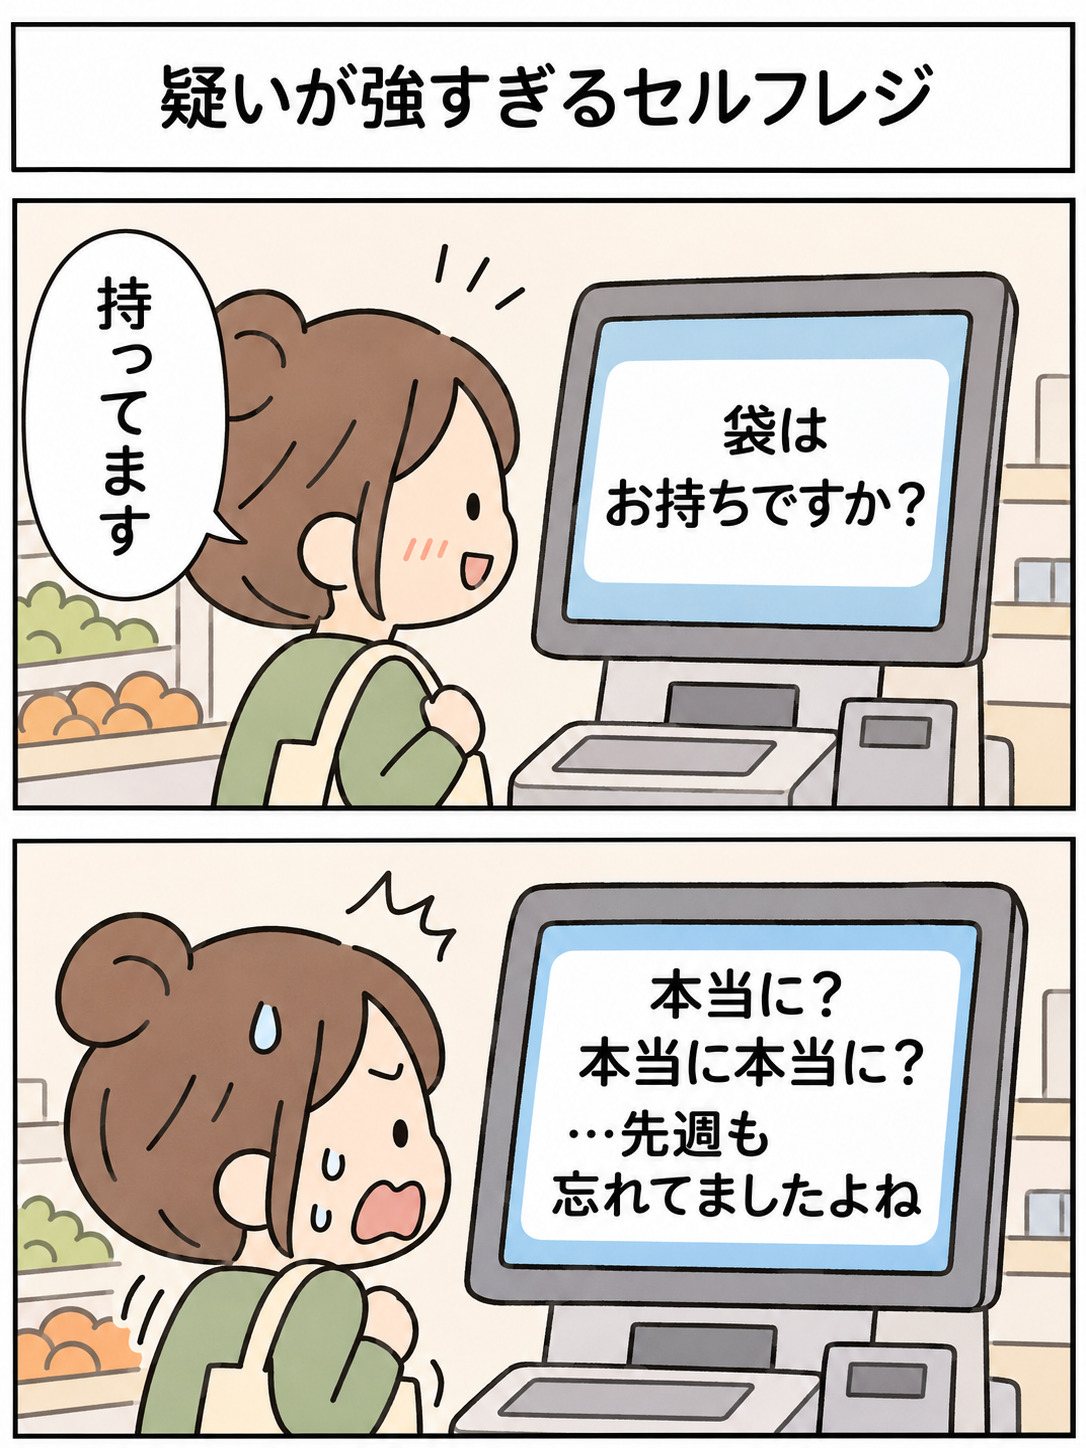 疑いが強すぎるセルフレジ
持ってます
袋は
お持ちですか？
本当に？
本当に本当に？
…先週も
忘れてましたよね